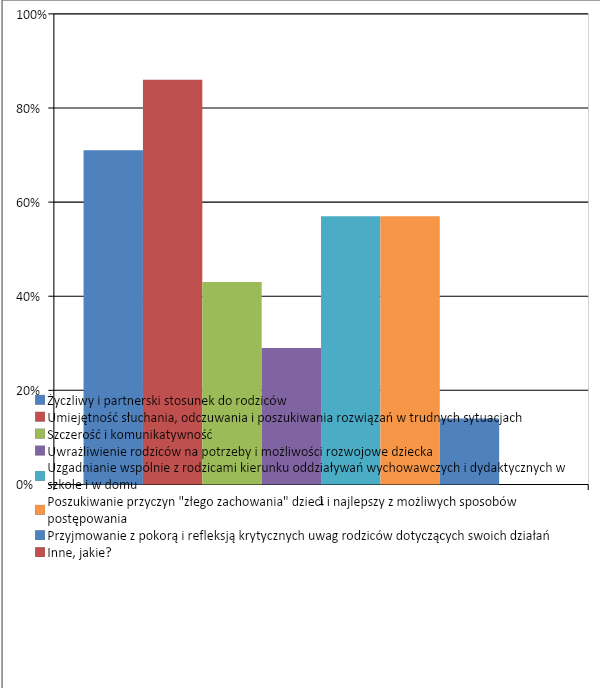 100%
80%
60%
40%
20%
0%
1
Życzliwy i partnerski stosunek do rodziców
Umiejętność słuchania, odczuwania i poszukiwania rozwiązań w trudnych sytuacjach
Szczerość i komunikatywność
Uwrażliwienie rodziców na potrzeby i możliwości rozwojowe dziecka
Uzgadnianie wspólnie z rodzicami kierunku oddziaływań wychowawczych i dydaktycznych w
szkole i w domu
Poszukiwanie przyczyn "złego zachowania" dzieci i najlepszy z możliwych sposobów
postępowania
Przyjmowanie z pokorą i refleksją krytycznych uwag rodziców dotyczących swoich działań
Inne, jakie?